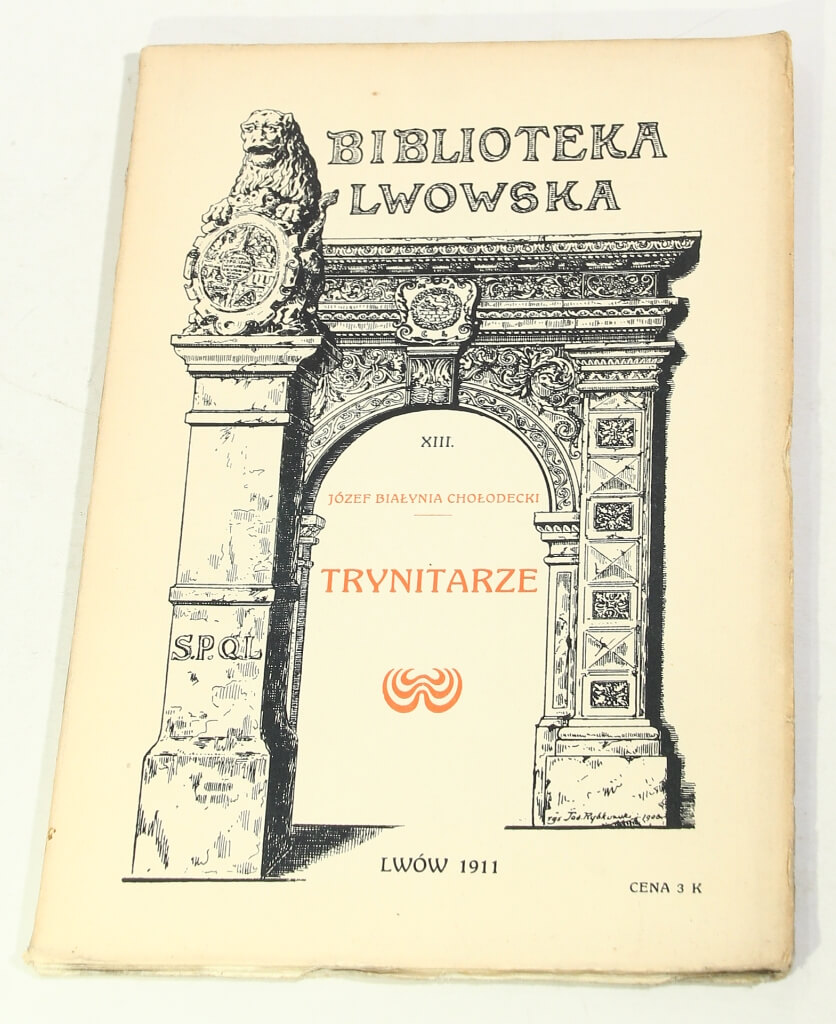 BIBLIOTEKA
LWOWSKA
XIII.
JÓZEF BIAŁYNIA CHOŁODECKI
TRYNITARZE
S.P.Q.L
LWÓW 1911
CENA 3 K